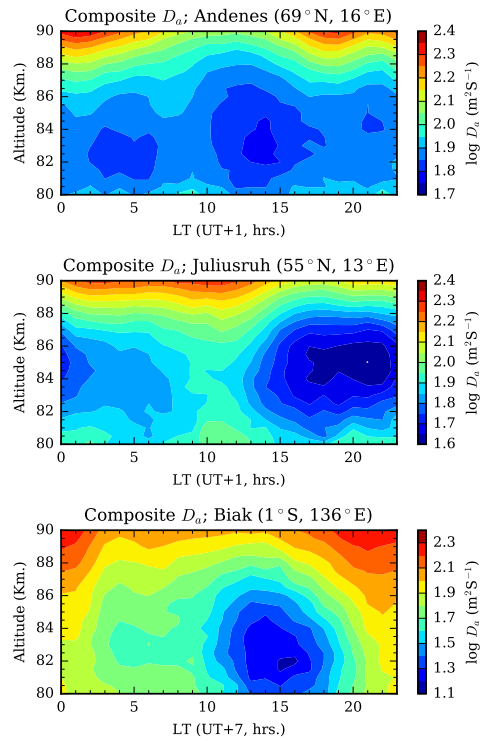 Composite Dₐ; Andenes (69°N, 16°E)
90
88
86
84
82
80
Altitude (Km.)
0 5 10 15 20
LT (UT+1, hrs.)
2.4
2.3
2.2
2.1
2.0
1.9
1.8
1.7
log Dₐ (m²S⁻¹)
Composite Dₐ; Juliusruh (55°N, 13°E)
90
88
86
84
82
80
Altitude (Km.)
0 5 10 15 20
LT (UT+1, hrs.)
2.4
2.3
2.2
2.1
2.0
1.9
1.8
1.7
1.6
log Dₐ (m²S⁻¹)
Composite Dₐ; Biak (1°S, 136°E)
90
88
86
84
82
80
Altitude (Km.)
0 5 10 15 20
LT (UT+7, hrs.)
2.3
2.1
1.9
1.7
1.5
1.3
1.1
log Dₐ (m²S⁻¹)